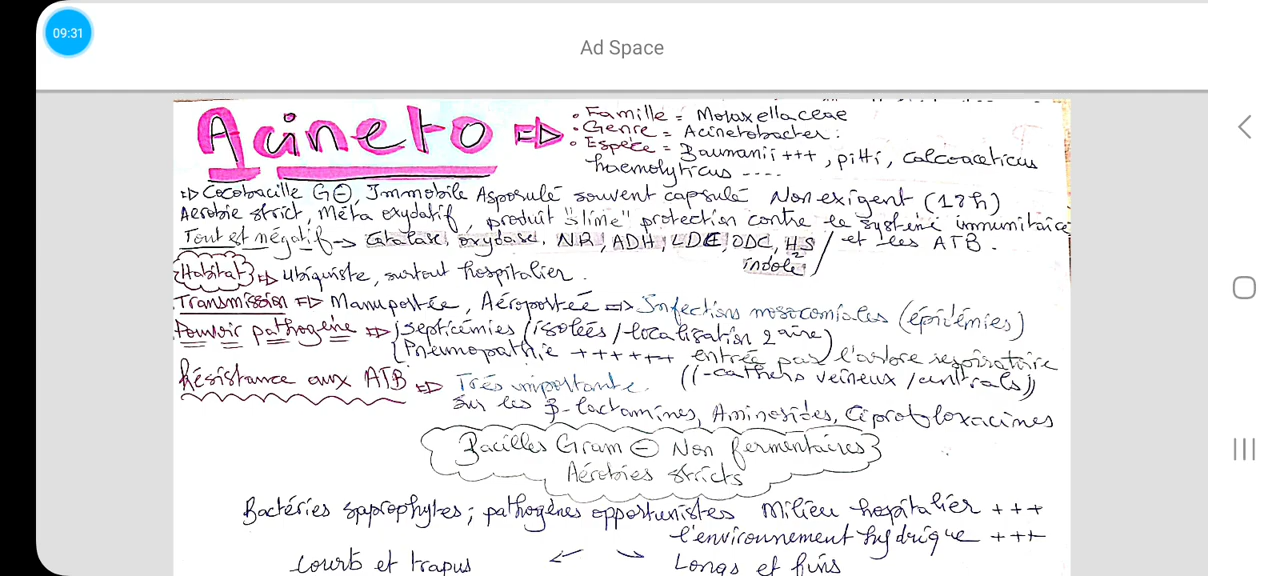 09:31
Ad Space
Acineto ⇒
• Famille = Moraxellaceae
• Genre = Acinetobacter:
• Espèce = Baumanii +++, pitti, calcoaceticus
haemolyticus ----
⇒ Cocobacille G⊖, Immobile Asporulé souvent capsulé Non exigent (18h)
Aerobie strict, Méta oxydatif, produit "slime" protection contre le système immunitaire
Tout est négatif → Catalase, oxydase, NR, ADH, LDC, ODC, H2S / et les ATB.
indole
Habitat ⇒ ubiquiste, surtout hospitalier.
Transmission ⇒ Manuportée, Aéroportée ⇒ Infections nosocomiales (épidémies)
Pouvoir pathogène ⇒ septicémies (isolées / localisation 2aire)
Pneumopathie +++++++ entrée par l'arbre respiratoire
Résistance aux ATB ⇒ Trés importante. ((-cathers veineux / centrals))
sur les β-lactamines, Aminosides, Ciprofloxacines
Bacilles Gram ⊖ Non fermentaires
Aérobies stricts
Bactéries saprophytes; pathogènes opportunistes Milieu hospitalier +++
l'environnement hydrique +++
courts et trapus ↙ ↘ Longs et fins